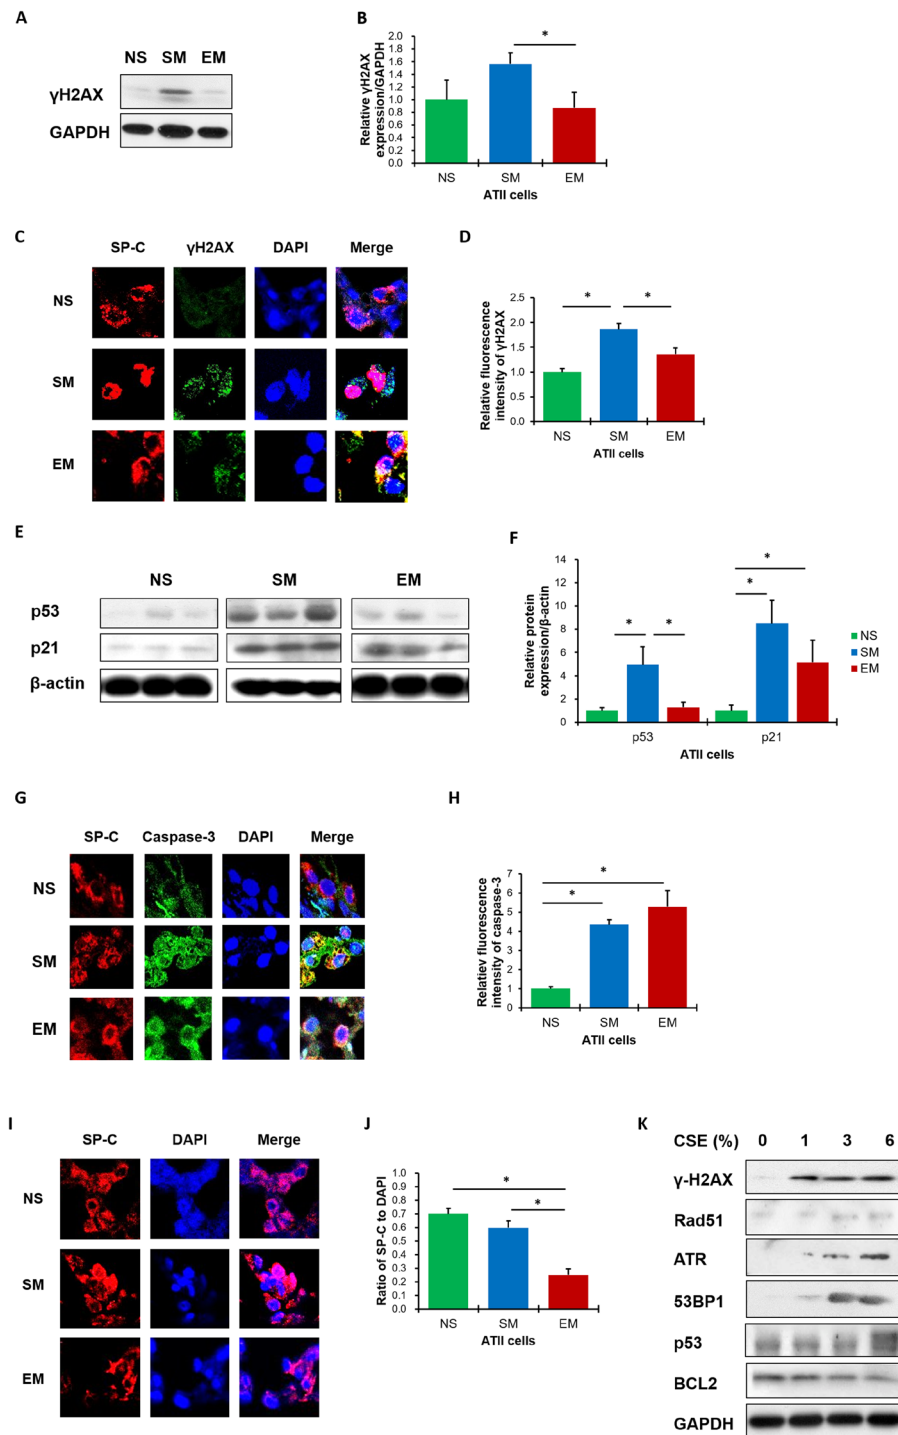 A
NS SM EM
γH2AX
GAPDH
B
Relative γH2AX
expression/GAPDH
2.0
1.8
1.6
1.4
1.2
1.0
0.8
0.6
0.4
0.2
0.0
*
NS SM EM
ATII cells
C
SP-C γH2AX DAPI Merge
NS
SM
EM
D
Relative fluorescence
intensity of γH2AX
2.5
2.0
1.5
1.0
0.5
0.0
* *
NS SM EM
ATII cells
E
NS SM EM
p53
p21
β-actin
F
Relative protein
expression/β-actin
14
12
10
8
6
4
2
0
*
*
* *
p53 p21
ATII cells
NS
SM
EM
G
SP-C Caspase-3 DAPI Merge
NS
SM
EM
H
Relatiev fluorescence
intensity of caspase-3
7
6
5
4
3
2
1
0
*
*
NS SM EM
ATII cells
I
SP-C DAPI Merge
NS
SM
EM
J
Ratio of SP-C to DAPI
1.0
0.9
0.8
0.7
0.6
0.5
0.4
0.3
0.2
0.1
0.0
*
*
NS SM EM
ATII cells
K
CSE (%) 0 1 3 6
γ-H2AX
Rad51
ATR
53BP1
p53
BCL2
GAPDH